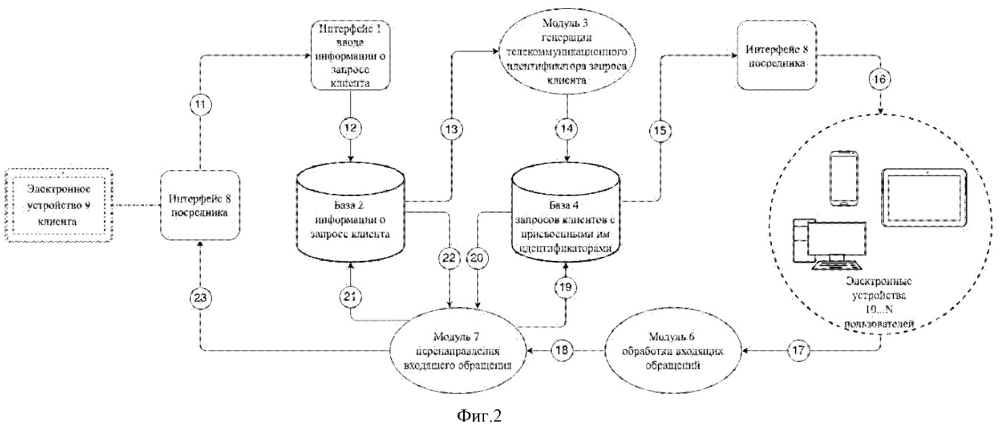 Интерфейс 1
ввода
информации о
запросе
клиента
Модуль 3
генерации
телекоммуникационного
идентификатора запроса
клиента
Интерфейс 8
посредника
11
12
13
14
15
16
Электронное
устройство 9
клиента
Интерфейс 8
посредника
База 2
информации о
запросе клиента
База 4
запросов клиентов с
присвоенными им
идентификаторами
22
20
21
19
23
Электронные
устройства
10...N
пользователей
Модуль 7
перенаправления
входящего обращения
18
Модуль 6
обработки входящих
обращений
17
Фиг.2